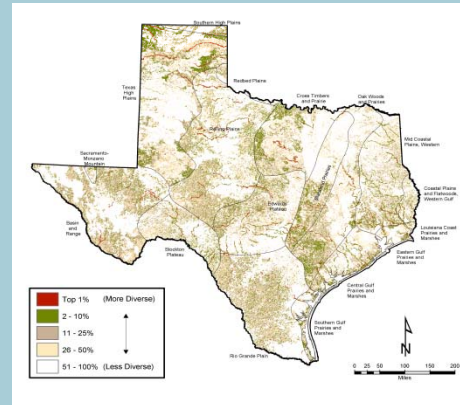 Southern High Plains
Texas
High
Plains
Redbed Plains
Cross Timbers
and Prairie
Oak Woods
and Prairies
Rolling Plains
Mid Coastal
Plains, Western
Sacramento-
Monzano
Mountain
Blackland Prairies
Coastal Plains
and Flatwoods,
Western Gulf
Edwards
Plateau
Basin
and
Range
Louisiana Coast
Prairies and
Marshes
Stockton
Plateau
Eastern Gulf
Prairies and
Marshes
Central Gulf
Prairies and
Marshes
Southern Gulf
Prairies and
Marshes
Rio Grande Plain
Top 1% (More Diverse)
2 - 10%
11 - 25%
26 - 50%
51 - 100% (Less Diverse)
N
0 25 50 100 150 200
Miles